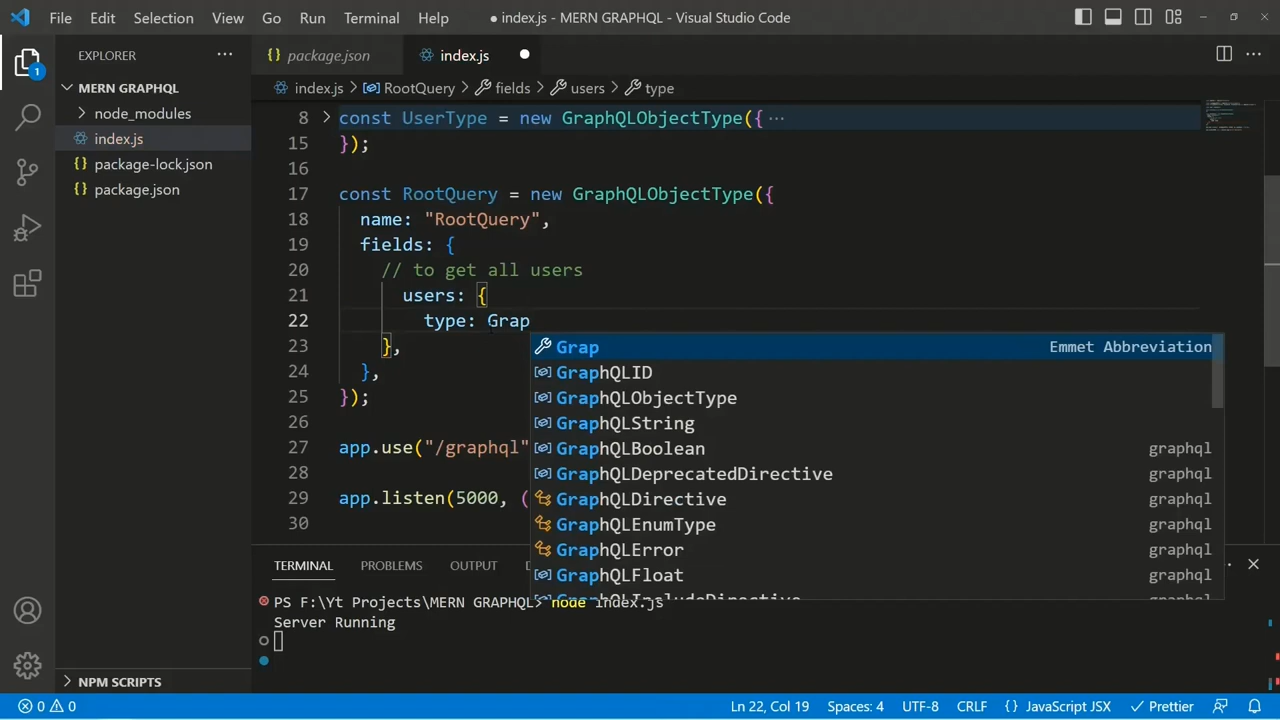 File Edit Selection View Go Run Terminal Help ● index.js - MERN GRAPHQL - Visual Studio Code
EXPLORER ···
{} package.json
index.js ●
1
MERN GRAPHQL
node_modules
index.js
{} package-lock.json
{} package.json
index.js > RootQuery > fields > users > type
8 > const UserType = new GraphQLObjectType({ ···
15 });
16
17 const RootQuery = new GraphQLObjectType({
18 name: "RootQuery",
19 fields: {
20 // to get all users
21 users: {
22 type: Grap
23 },
24 },
25 });
26
27 app.use("/graphql"
28
29 app.listen(5000, (
30
Grap Emmet Abbreviation
GraphQLID
GraphQLObjectType
GraphQLString
GraphQLBoolean graphql
GraphQLDeprecatedDirective graphql
GraphQLDirective graphql
GraphQLEnumType graphql
GraphQLError graphql
GraphQLFloat graphql
TERMINAL PROBLEMS OUTPUT
PS F:\Yt Projects\MERN GRAPHQL> node index.js
Server Running
NPM SCRIPTS
0 0 Ln 22, Col 19 Spaces: 4 UTF-8 CRLF {} JavaScript JSX Prettier